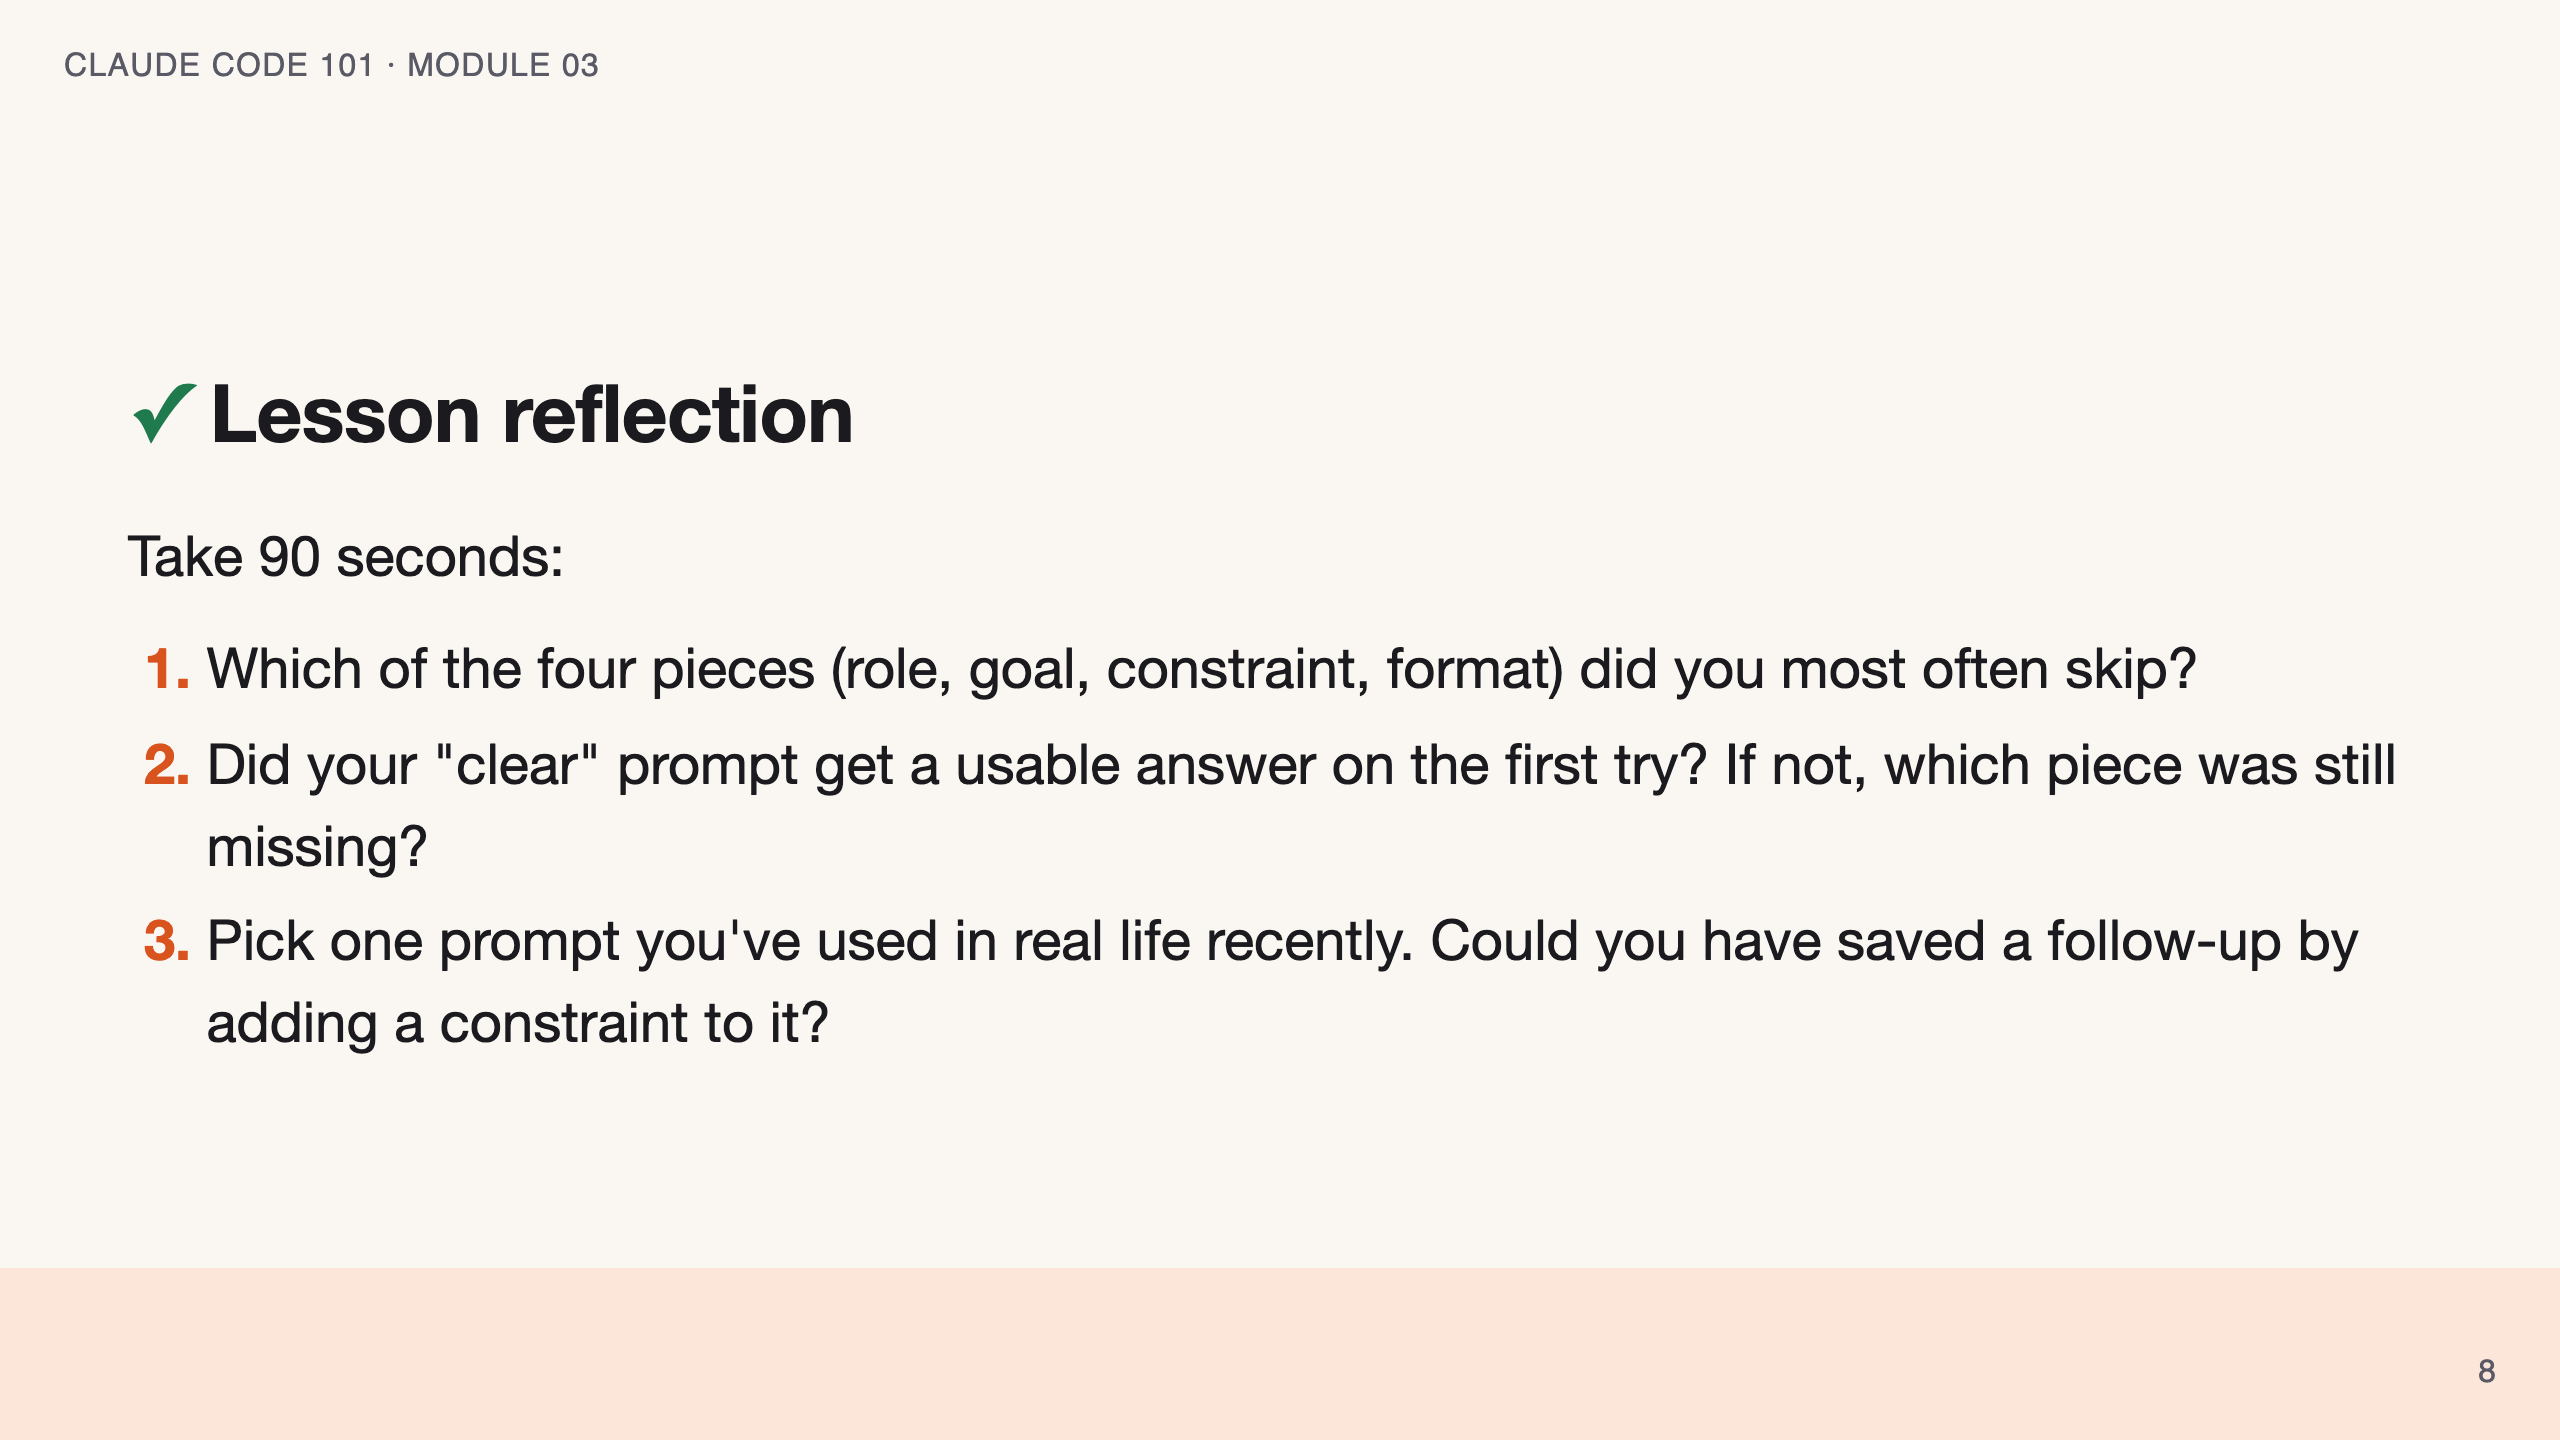 CLAUDE CODE 101 · MODULE 03
✓ Lesson reflection
Take 90 seconds:
1. Which of the four pieces (role, goal, constraint, format) did you most often skip?
2. Did your "clear" prompt get a usable answer on the first try? If not, which piece was still
missing?
3. Pick one prompt you've used in real life recently. Could you have saved a follow-up by
adding a constraint to it?
8